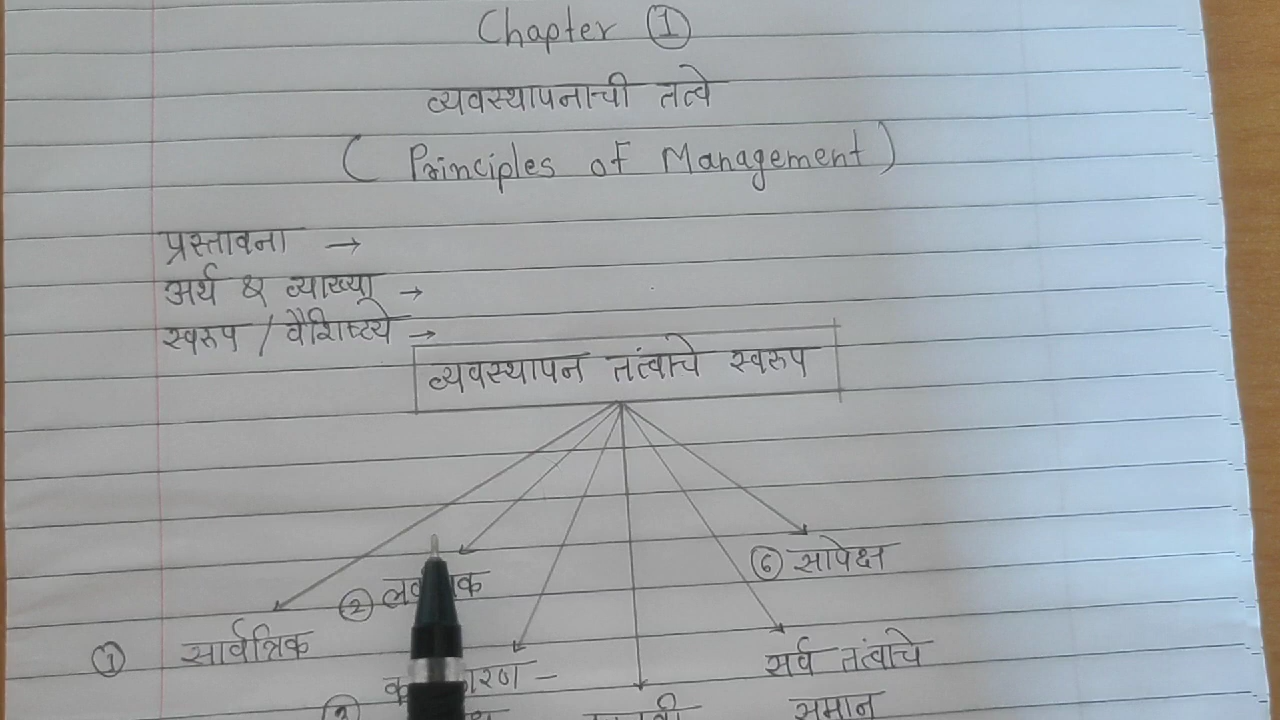 Chapter ①
व्यवस्थापनाची तत्वे
( Principles of Management )
प्रस्तावना →
अर्थ & व्याख्या →
स्वरुप / वैशिष्ट्ये →
व्यवस्थापन तत्वांचे स्वरुप
① सार्वत्रिक
②
③
सर्व तत्वांचे
समान
⑥ सापेक्ष